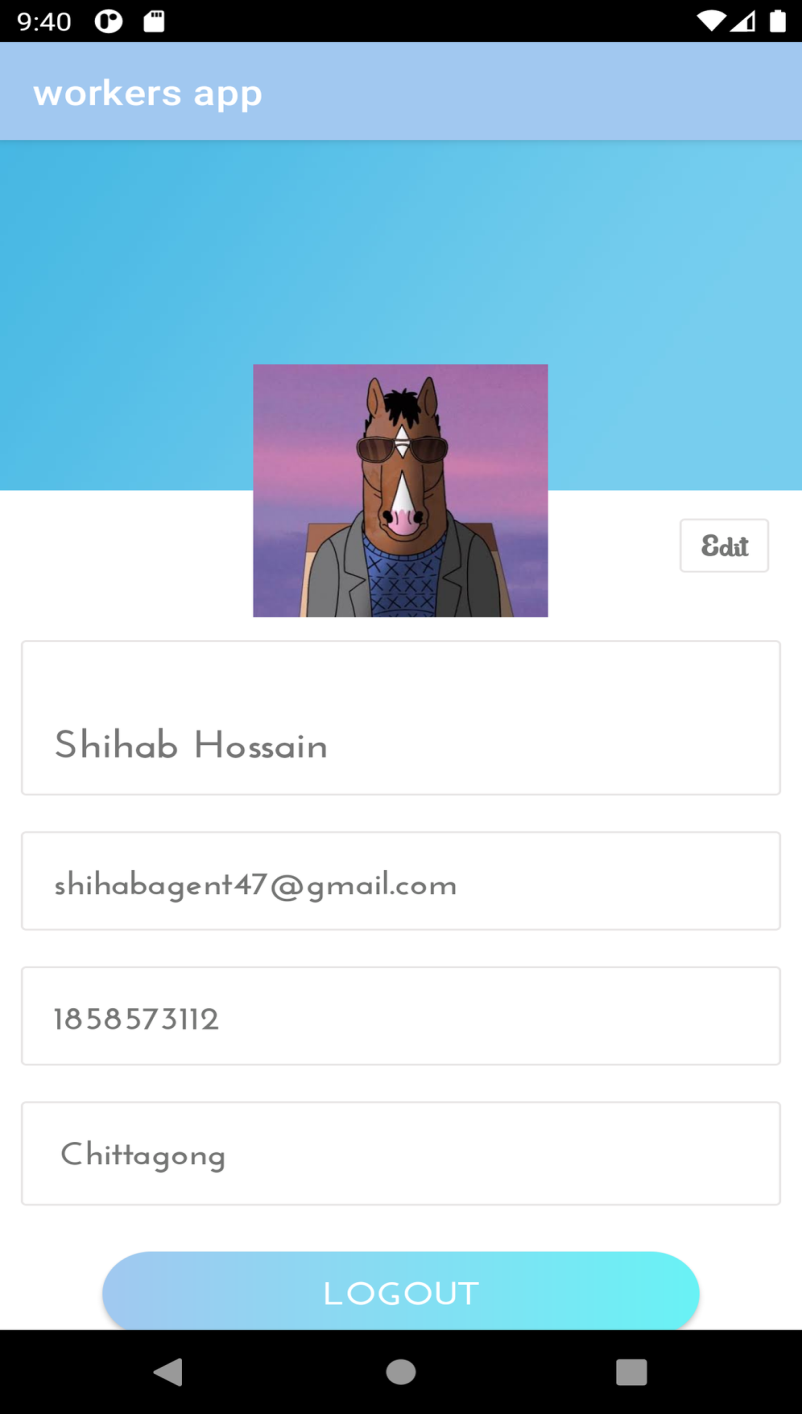 9:40
workers app
Edit
Shihab Hossain
shihabagent47@gmail.com
1858573112
Chittagong
LOGOUT